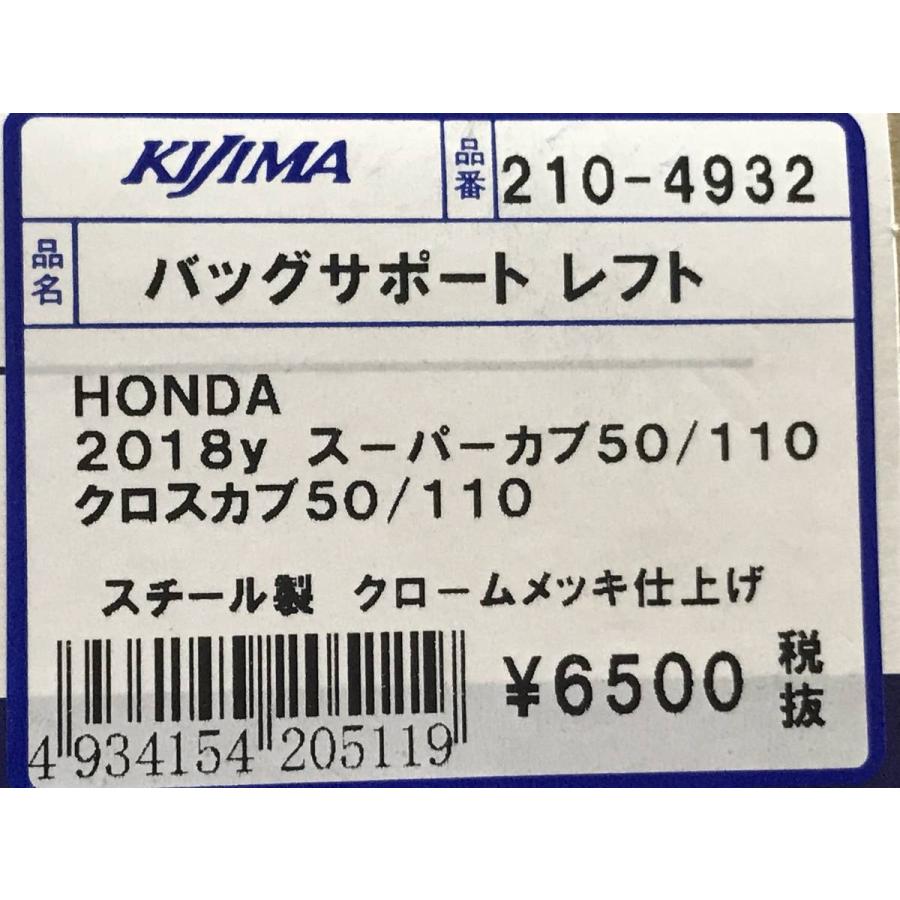 KIJIMA 品番 210-4932
品名 バッグサポート レフト
HONDA
2018y スーパーカブ50/110
クロスカブ50/110
スチール製 クロームメッキ仕上げ
¥6500 税抜
4 934154 205119